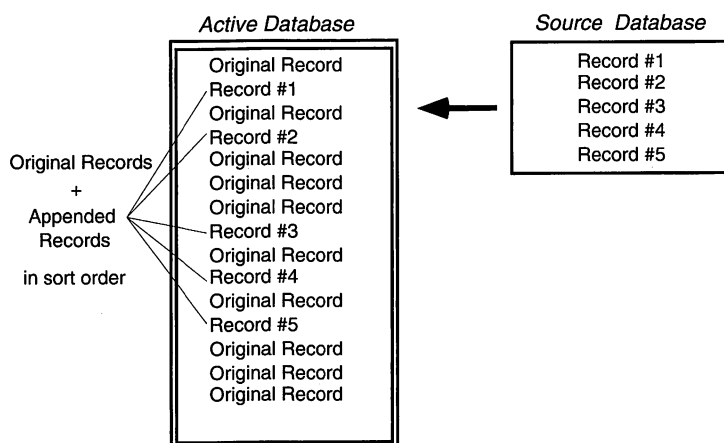 Active Database
Original Record
Record #1
Original Record
Record #2
Original Record
Original Record
Original Record
Record #3
Original Record
Record #4
Original Record
Record #5
Original Record
Original Record
Original Record
Source Database
Record #1
Record #2
Record #3
Record #4
Record #5
Original Records
+
Appended
Records
in sort order